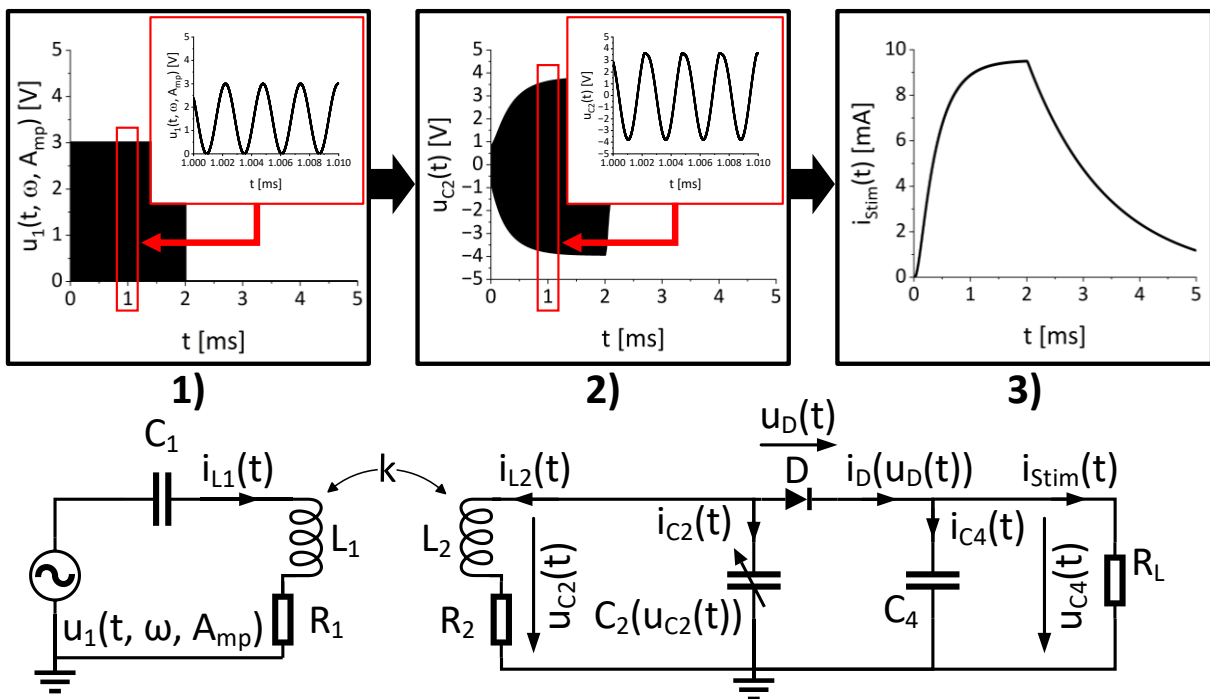 u1(t, ω, Amp) [V]
5
4
3
2
1
0
0 1 2 3 4 5
t [ms]
u1(t, ω, Amp) [V]
5
4
3
2
1
0
1.000 1.002 1.004 1.006 1.008 1.010
t [ms]
1)
uC2(t) [V]
5
4
3
2
1
0
−1
−2
−3
−4
−5
0 1 2 3 4 5
t [ms]
uC2(t) [V]
5
4
3
2
1
0
−1
−2
−3
−4
−5
1.000 1.002 1.004 1.006 1.008 1.010
t [ms]
2)
iStim(t) [mA]
10
8
6
4
2
0
0 1 2 3 4 5
t [ms]
3)
C1
iL1(t)
k
iL2(t)
uD(t)
D
iD(uD(t))
iStim(t)
L1
L2
uC2(t)
iC2(t)
iC4(t)
uC4(t)
RL
R1
R2
C2(uC2(t))
C4
u1(t, ω, Amp)